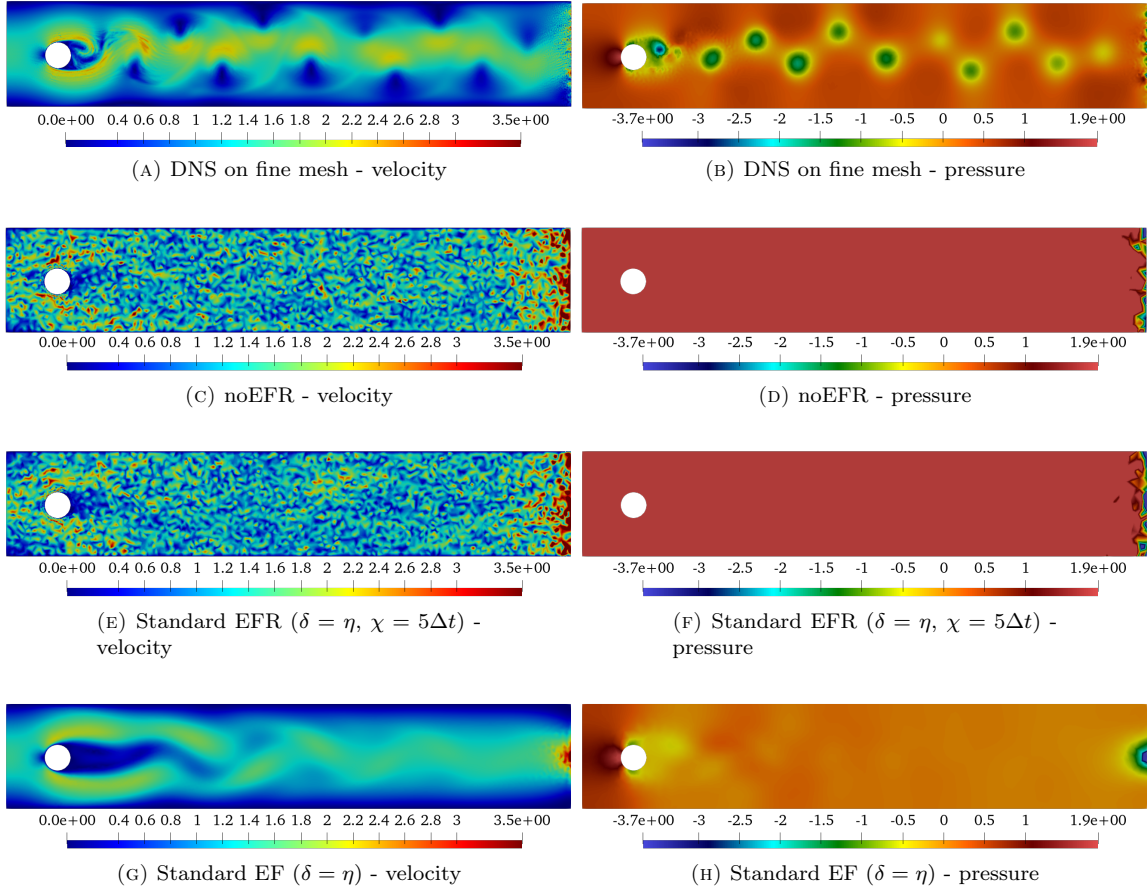 0.0e+00 0.4 0.6 0.8 1 1.2 1.4 1.6 1.8 2 2.2 2.4 2.6 2.8 3 3.5e+00
-3.7e+00 -3 -2.5 -2 -1.5 -1 -0.5 0 0.5 1 1.9e+00
(A) DNS on fine mesh - velocity
(B) DNS on fine mesh - pressure
0.0e+00 0.4 0.6 0.8 1 1.2 1.4 1.6 1.8 2 2.2 2.4 2.6 2.8 3 3.5e+00
-3.7e+00 -3 -2.5 -2 -1.5 -1 -0.5 0 0.5 1 1.9e+00
(C) noEFR - velocity
(D) noEFR - pressure
0.0e+00 0.4 0.6 0.8 1 1.2 1.4 1.6 1.8 2 2.2 2.4 2.6 2.8 3 3.5e+00
-3.7e+00 -3 -2.5 -2 -1.5 -1 -0.5 0 0.5 1 1.9e+00
(E) Standard EFR (δ = η, χ = 5Δt) -
velocity
(F) Standard EFR (δ = η, χ = 5Δt) -
pressure
0.0e+00 0.4 0.6 0.8 1 1.2 1.4 1.6 1.8 2 2.2 2.4 2.6 2.8 3 3.5e+00
-3.7e+00 -3 -2.5 -2 -1.5 -1 -0.5 0 0.5 1 1.9e+00
(G) Standard EF (δ = η) - velocity
(H) Standard EF (δ = η) - pressure